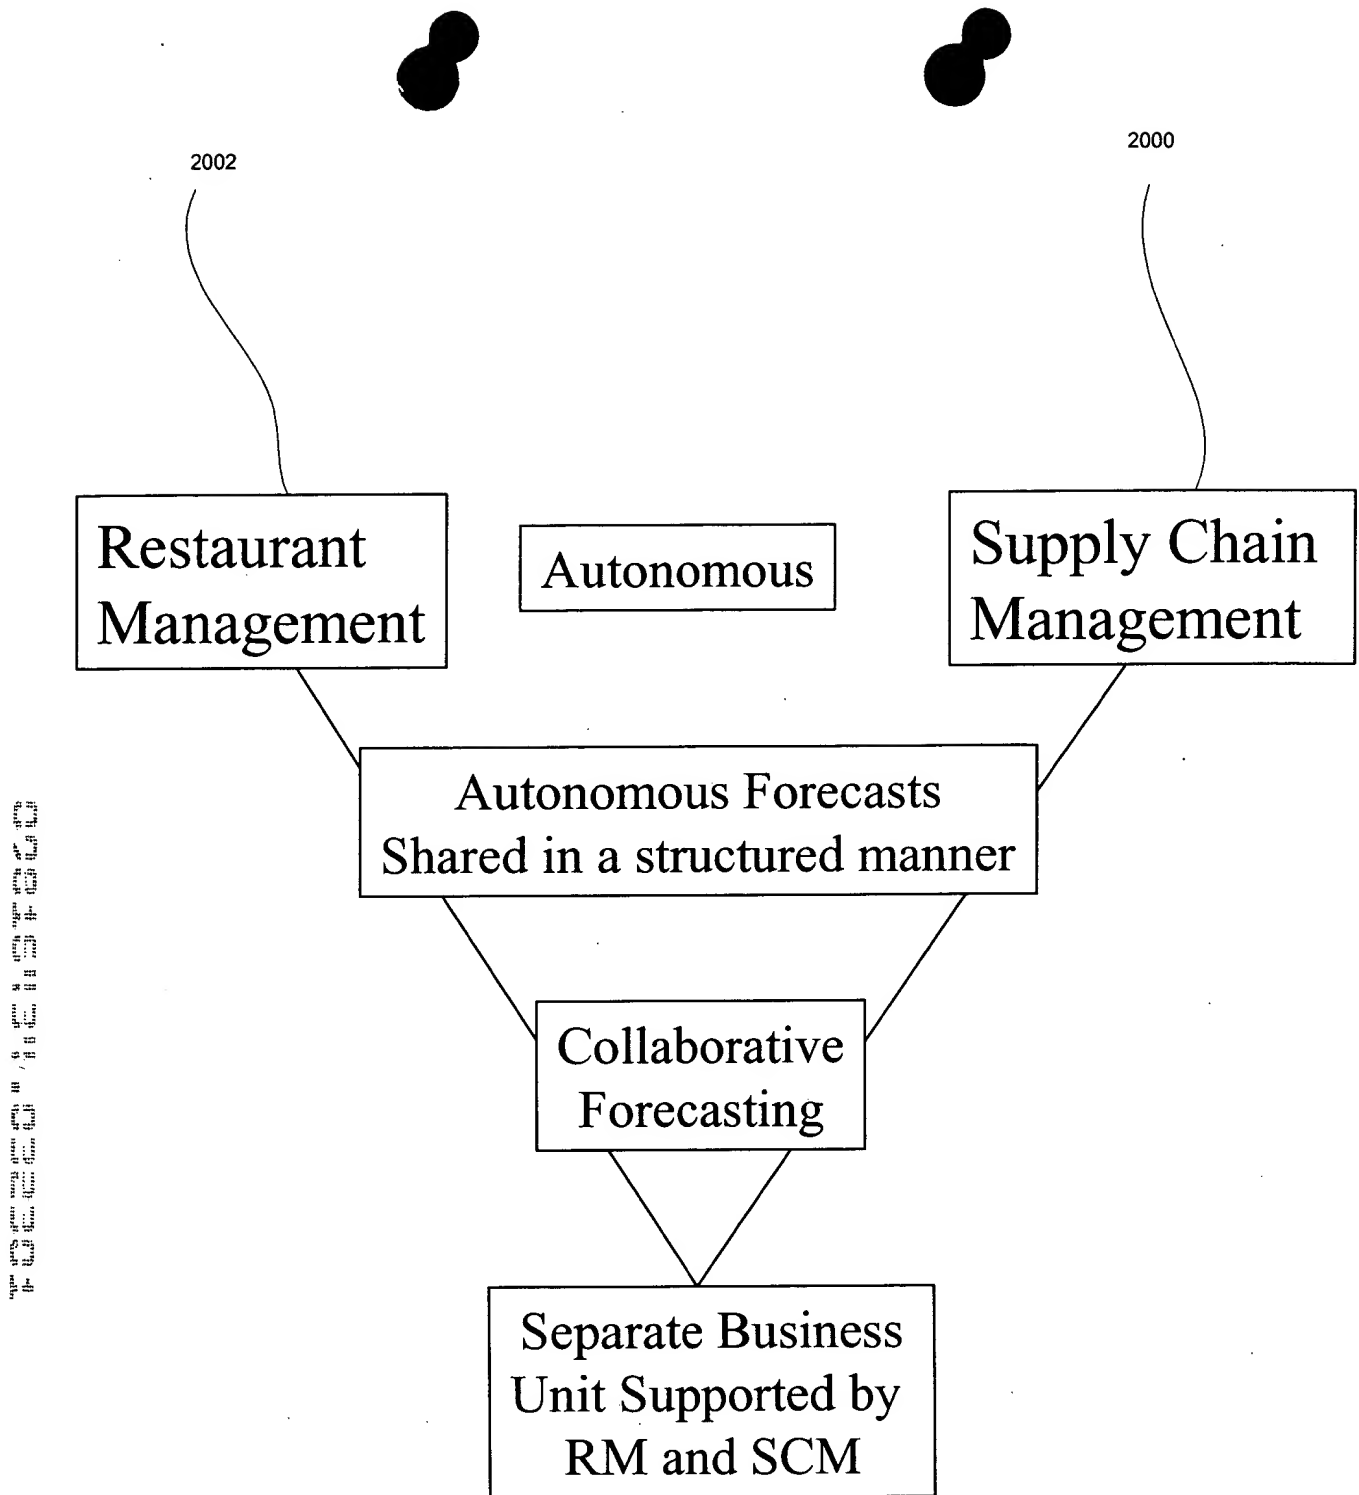 2002
2000
Restaurant
Management
Autonomous
Supply Chain
Management
Autonomous Forecasts
Shared in a structured manner
Collaborative
Forecasting
Separate Business
Unit Supported by
RM and SCM